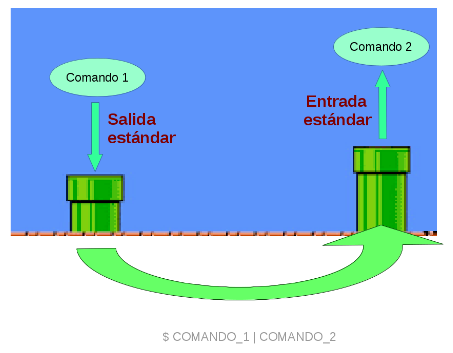 Comando 2
Comando 1
Entrada
estándar
Salida
estándar
$ COMANDO_1 | COMANDO_2